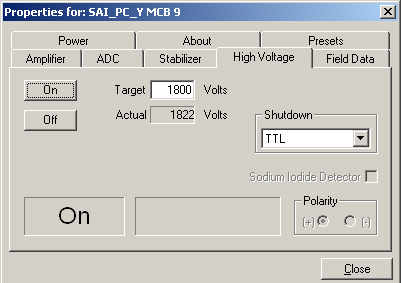 Properties for: SAI_PC_Y MCB 9
Power About Presets
Amplifier ADC Stabilizer High Voltage Field Data
On Target 1800 Volts
Off Actual 1822 Volts
Shutdown
TTL
Sodium Iodide Detector
On
Polarity
(+) (-)
Close